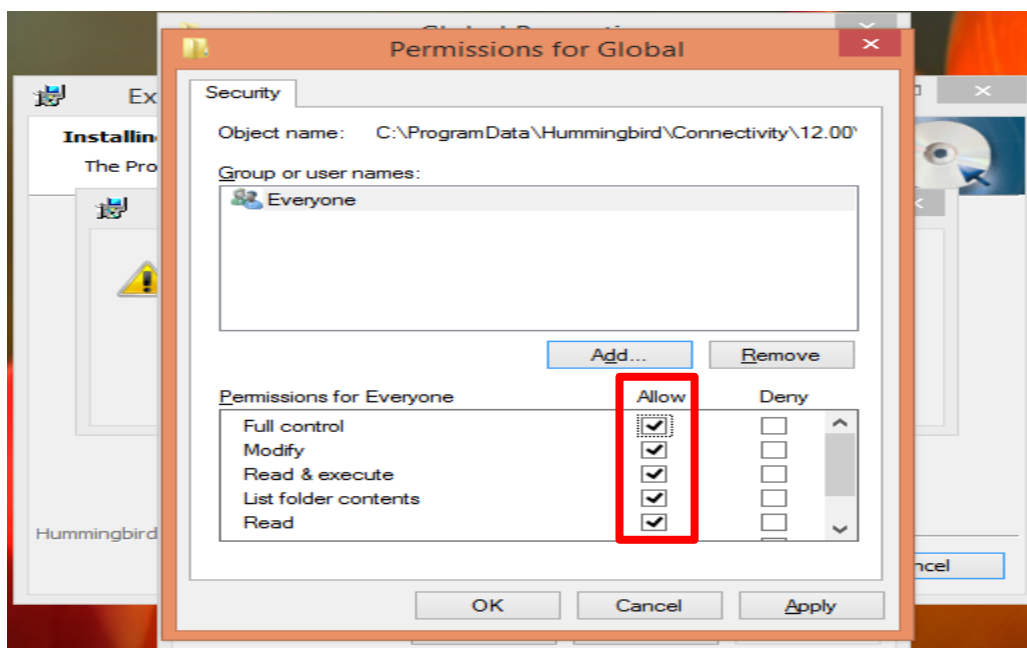 Permissions for Global
Ex
Security
Installin
Object name: C:\ProgramData\Hummingbird\Connectivity\12.00'
The Pro
Group or user names:
Everyone
Add... Remove
Permissions for Everyone Allow Deny
Full control
Modify
Read & execute
List folder contents
Read
Hummingbird
ncel
OK Cancel Apply